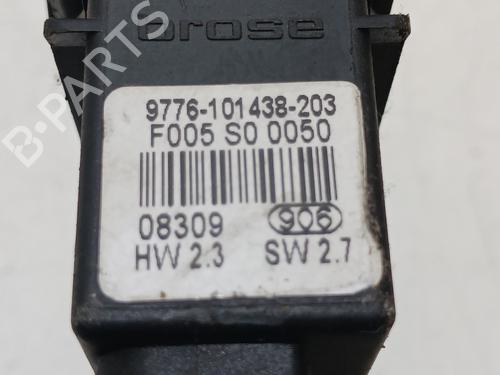 brose
9776-101438-203
F005 S0 0050
08309 906
HW 2.3 SW 2.7
B-PARTS